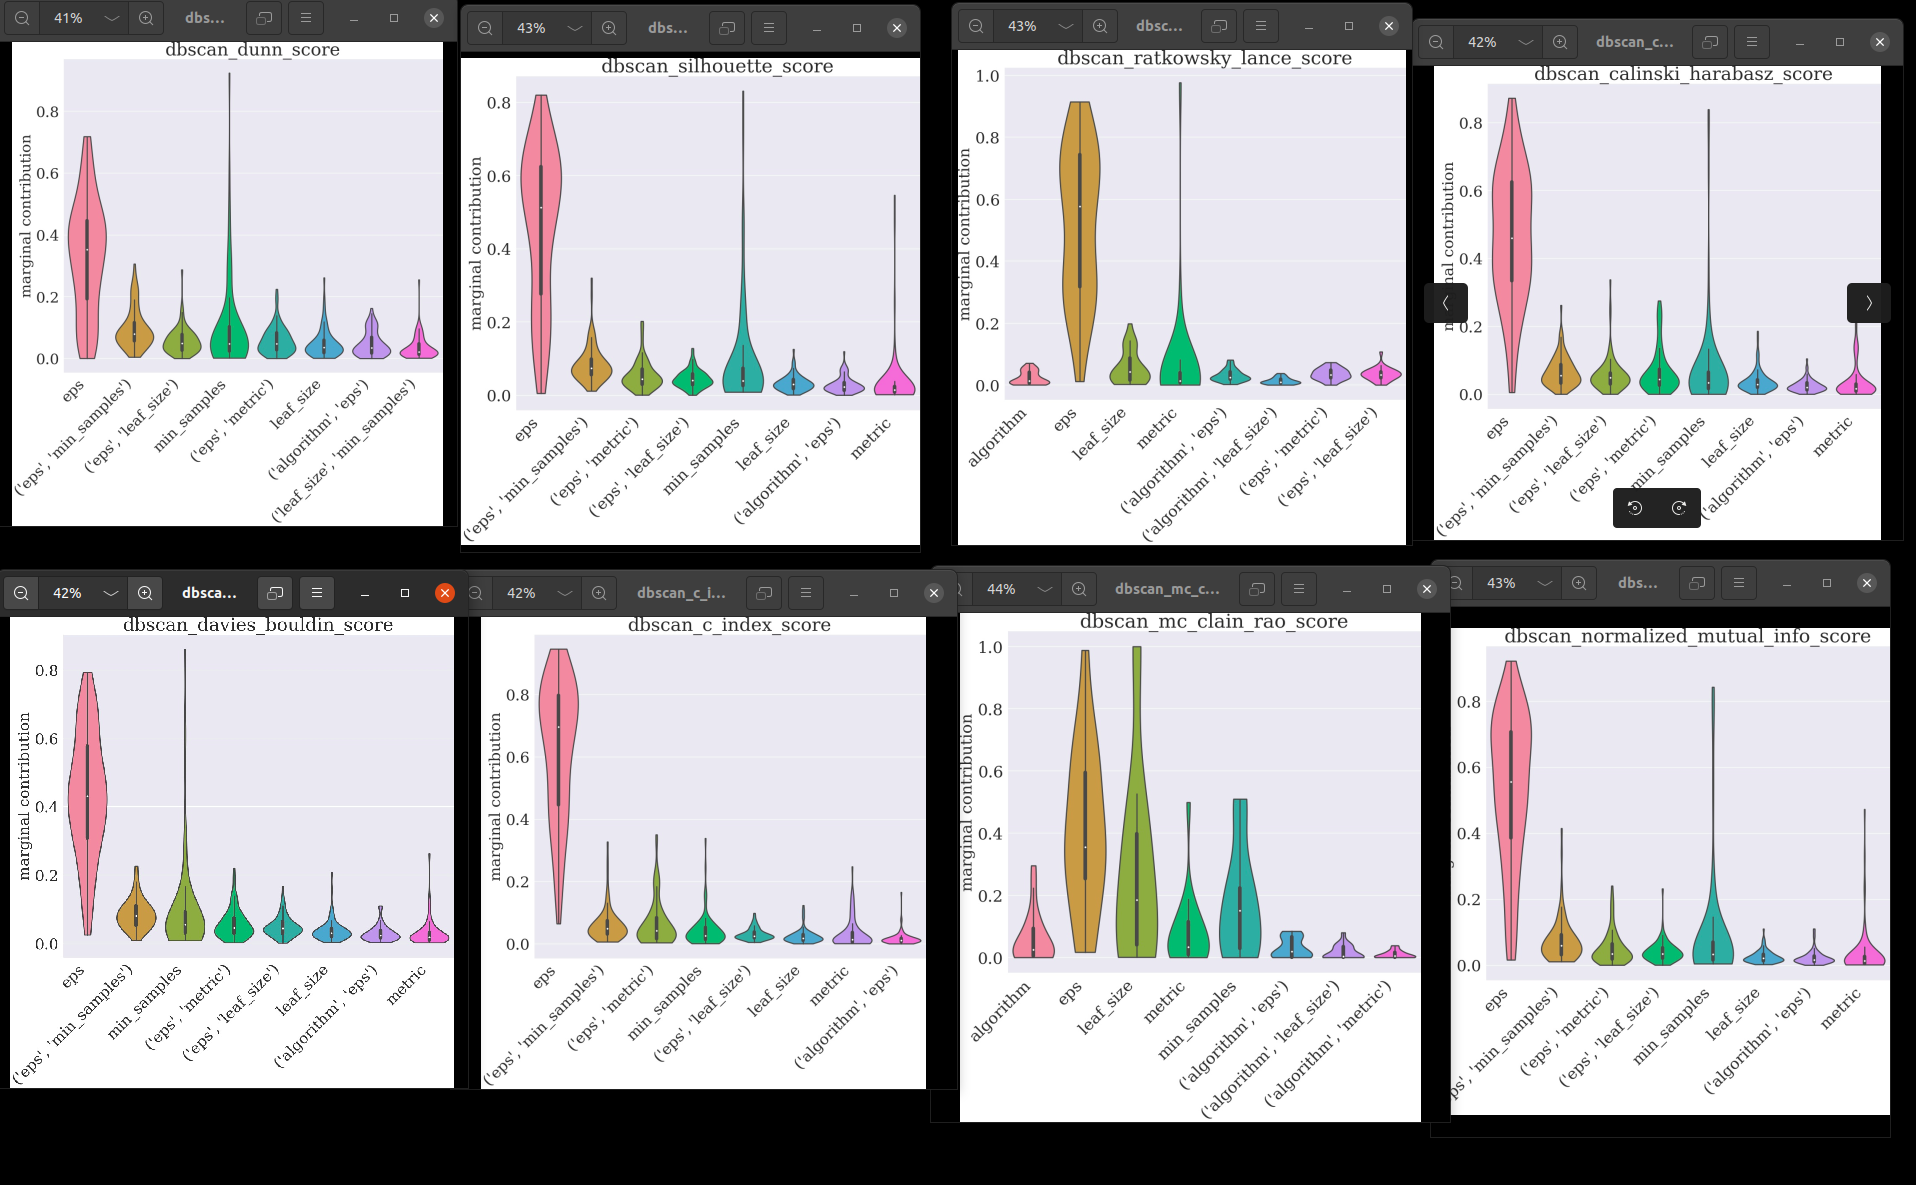 41%
dbs...
dbscan_dunn_score
marginal contribution
0.8
0.6
0.4
0.2
0.0
eps
('eps', 'min_samples')
('eps', 'leaf_size')
min_samples
('eps', 'metric')
leaf_size
('algorithm', 'eps')
('leaf_size', 'min_samples')
43%
dbs...
dbscan_silhouette_score
marginal contribution
0.8
0.6
0.4
0.2
0.0
eps
('eps', 'min_samples')
('eps', 'metric')
('eps', 'leaf_size')
min_samples
leaf_size
('algorithm', 'eps')
metric
43%
dbsc...
dbscan_ratkowsky_lance_score
marginal contribution
1.0
0.8
0.6
0.4
0.2
0.0
algorithm
eps
leaf_size
metric
('algorithm', 'eps')
('algorithm', 'leaf_size')
('eps', 'metric')
('eps', 'leaf_size')
42%
dbscan_c...
dbscan_calinski_harabasz_score
nal contribution
0.8
0.6
0.4
0.2
0.0
eps
('eps', 'min_samples')
('eps', 'leaf_size')
('eps', 'metric')
min_samples
leaf_size
('algorithm', 'eps')
metric
42%
dbsca...
dbscan_davies_bouldin_score
marginal contribution
0.8
0.6
0.4
0.2
0.0
eps
('eps', 'min_samples')
min_samples
('eps', 'metric')
('eps', 'leaf_size')
leaf_size
('algorithm', 'eps')
metric
42%
dbscan_c_i...
dbscan_c_index_score
marginal contribution
0.8
0.6
0.4
0.2
0.0
eps
('eps', 'min_samples')
('eps', 'metric')
min_samples
('eps', 'leaf_size')
leaf_size
metric
('algorithm', 'eps')
44%
dbscan_mc_c...
dbscan_mc_clain_rao_score
marginal contribution
1.0
0.8
0.6
0.4
0.2
0.0
algorithm
eps
leaf_size
metric
min_samples
('algorithm', 'eps')
('algorithm', 'leaf_size')
('algorithm', 'metric')
43%
dbs...
dbscan_normalized_mutual_info_score
0.8
0.6
0.4
0.2
0.0
eps
eps', 'min_samples')
('eps', 'metric')
('eps', 'leaf_size')
min_samples
leaf_size
('algorithm', 'eps')
metric